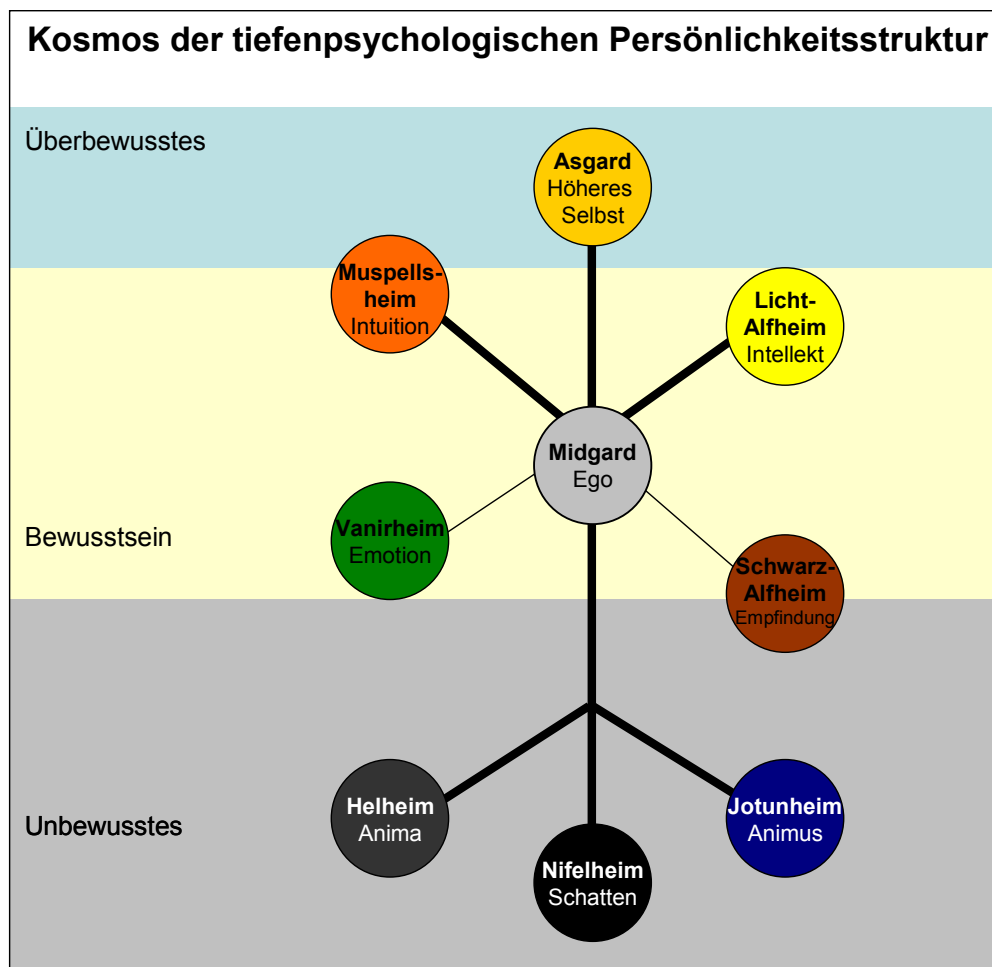 Kosmos der tiefenpsychologischen Persönlichkeitsstruktur
Überbewusstes
Asgard
Höheres
Selbst
Muspells-
heim
Intuition
Licht-
Alfheim
Intellekt
Midgard
Ego
Bewusstsein
Vanirheim
Emotion
Schwarz-
Alfheim
Empfindung
Unbewusstes
Helheim
Anima
Nifelheim
Schatten
Jotunheim
Animus